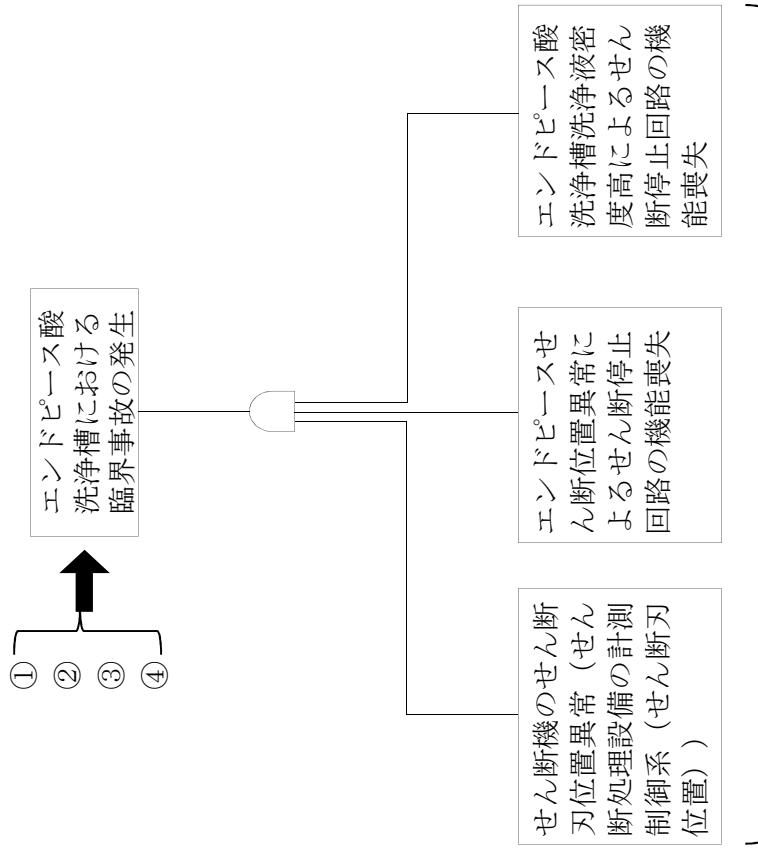 ①
②
③
④
エンドピース酸
洗浄槽における
臨界事故の発生
せん断機のせん断
刃位置異常（せん
断処理設備の計測
制御系（せん断刃
位置））
エンドピースせ
ん断位置異常に
よるせん断停止
回路の機能喪失
エンドピース酸
洗浄槽洗浄液密
度高によるせん
断停止回路の機
能喪失